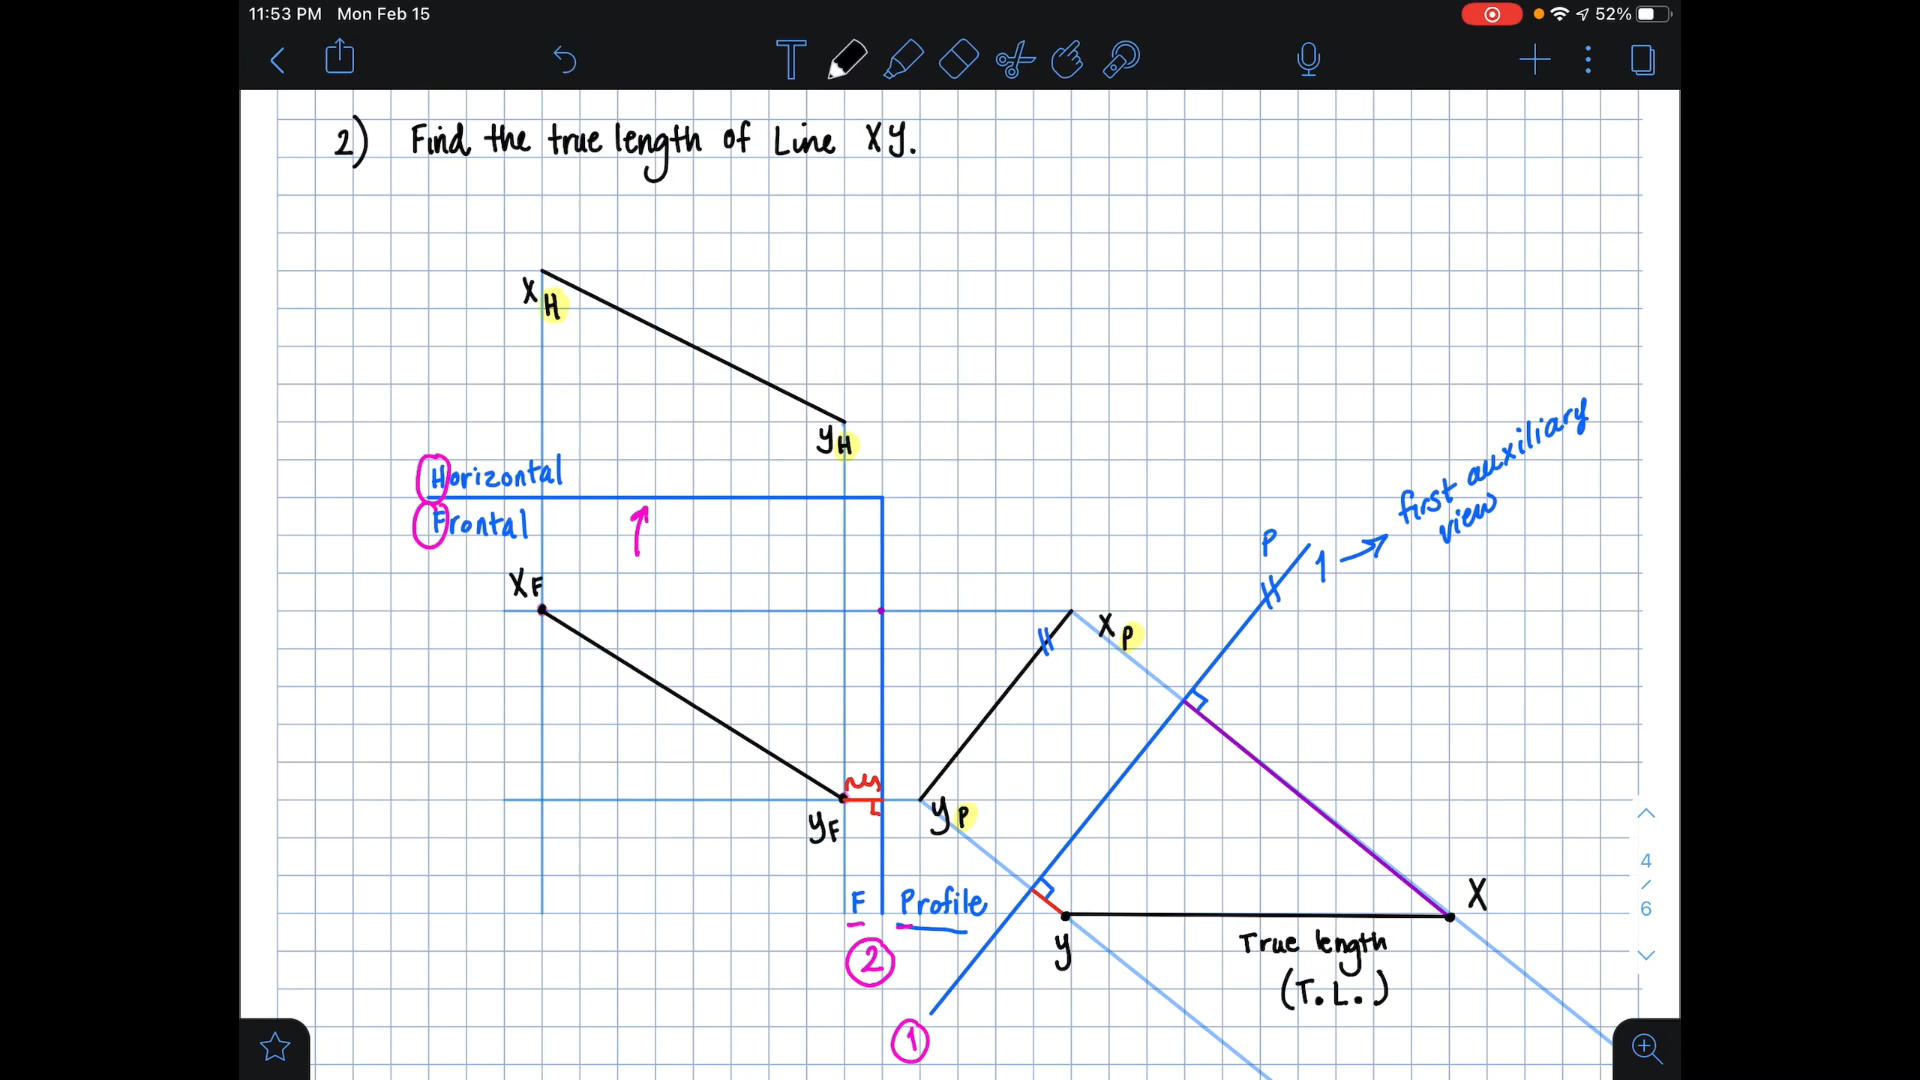 11:53 PM Mon Feb 15
52%
2) Find the true length of Line XY.
XH
YH
Horizontal
Frontal
first auxiliary
view
P
1
XF
XP
YF
YP
F Profile
2
1
X
Y
True length
(T.L.)
4
/
6